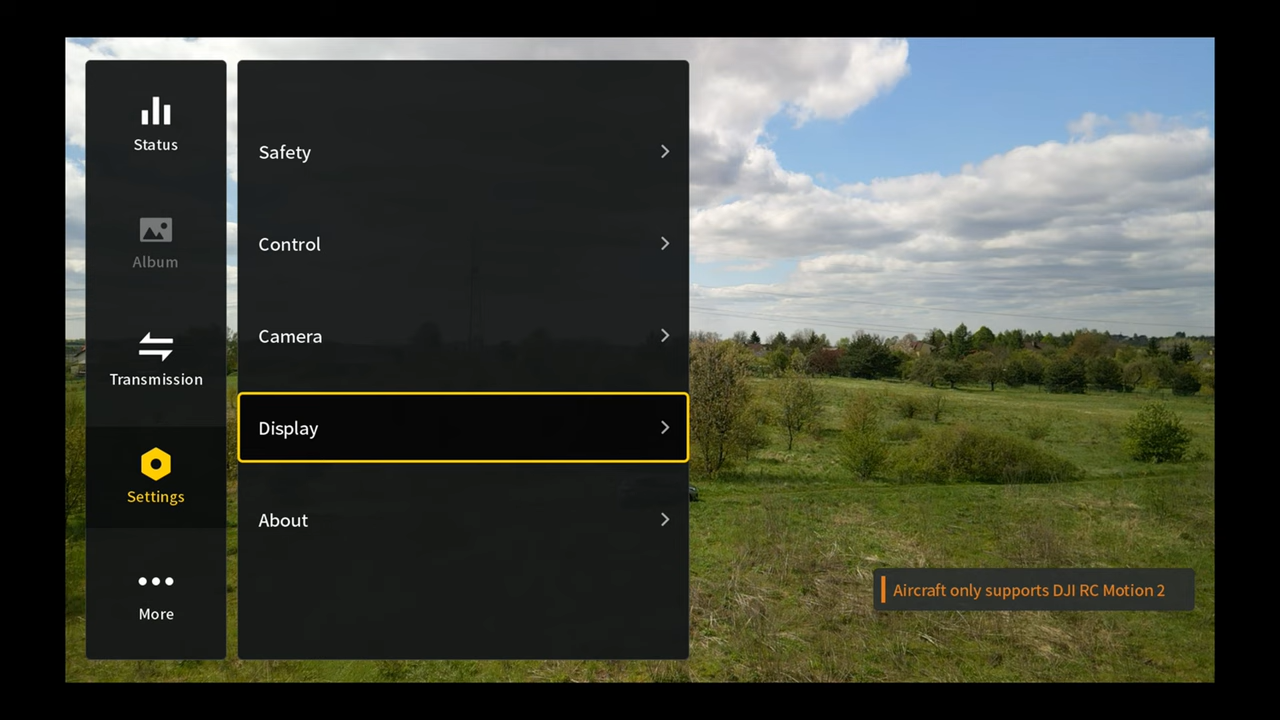 Status
Album
Transmission
Settings
More
Safety
Control
Camera
Display
About
Aircraft only supports DJI RC Motion 2